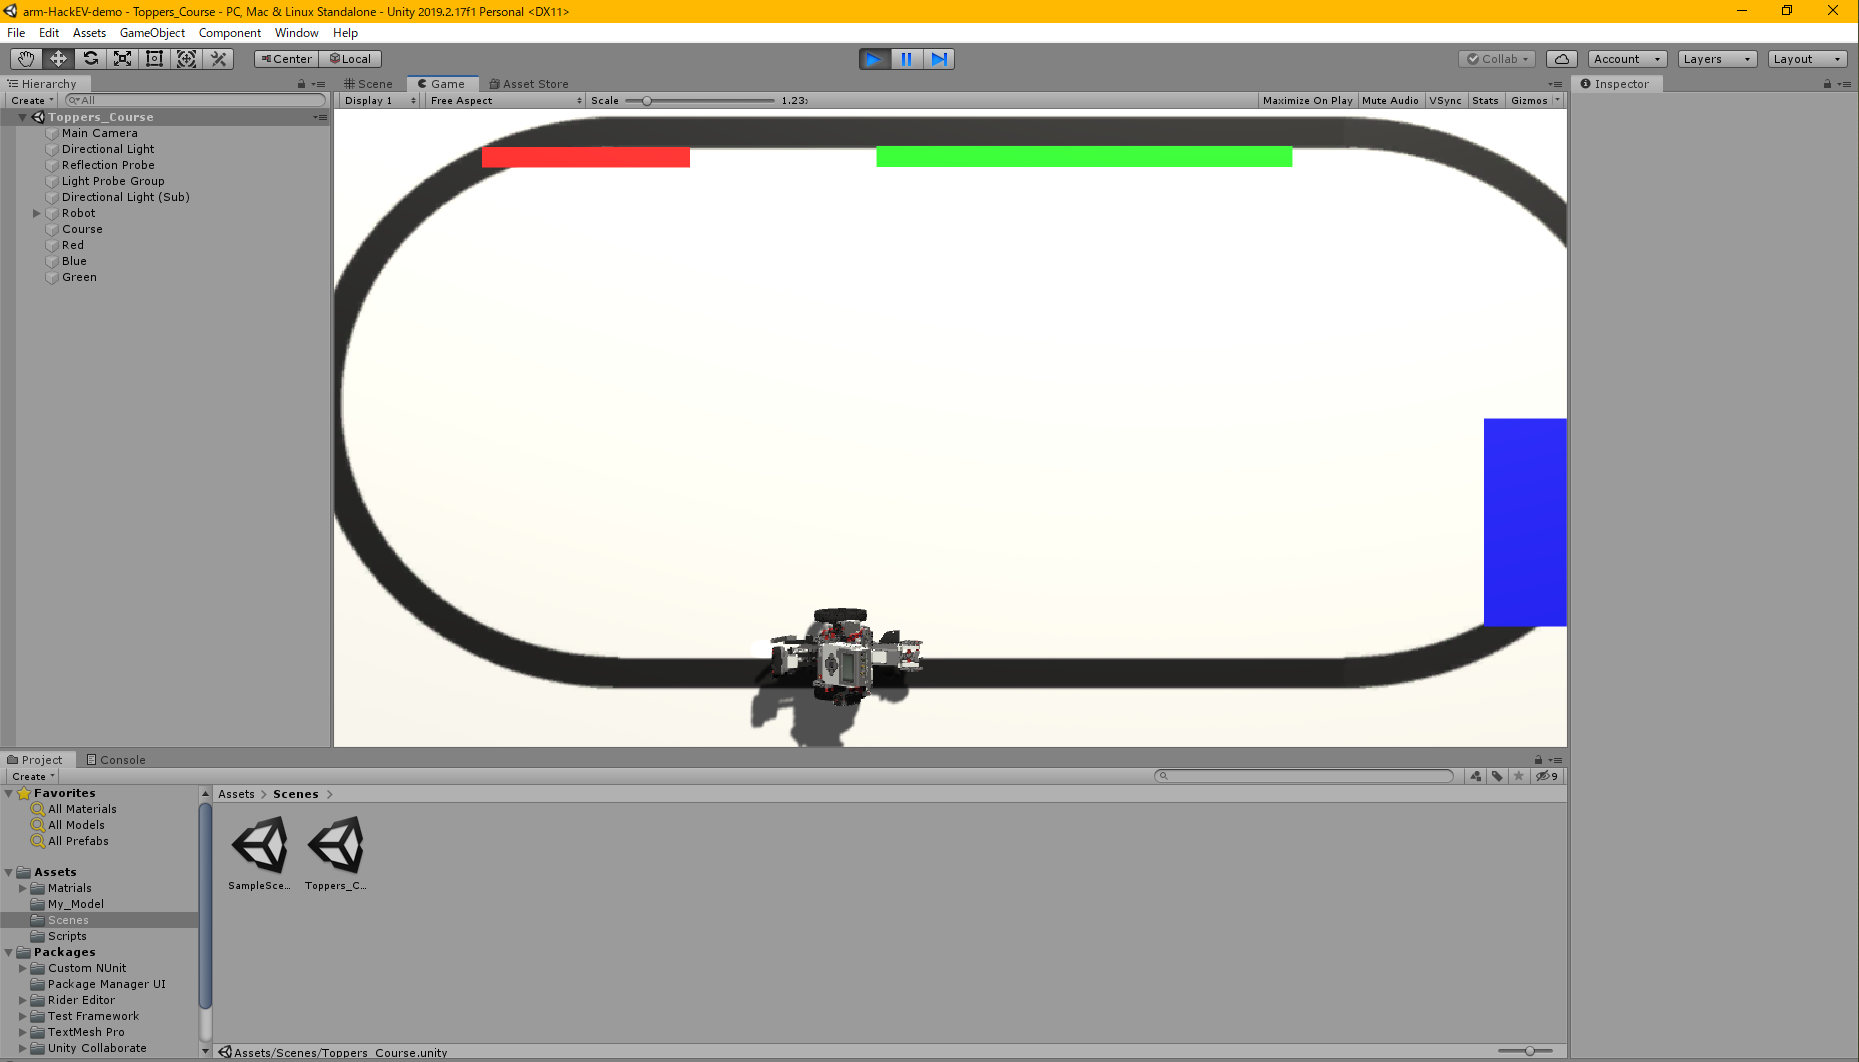 arm-HackEV-demo - Toppers_Course - PC, Mac & Linux Standalone - Unity 2019.2.17f1 Personal <DX11>
File Edit Assets GameObject Component Window Help
Center Local Collab Account Layers Layout
Hierarchy Scene Game Asset Store Inspector
Create All Display 1 Free Aspect Scale 1.23x Maximize On Play Mute Audio VSync Stats Gizmos
Toppers_Course
Main Camera
Directional Light
Reflection Probe
Light Probe Group
Directional Light (Sub)
Robot
Course
Red
Blue
Green
Project Console
Create 9
Favorites
All Materials
All Models
All Prefabs
Assets
Matrials
My_Model
Scenes
Scripts
Packages
Custom NUnit
Package Manager UI
Rider Editor
Test Framework
TextMesh Pro
Unity Collaborate
Assets > Scenes >
SampleSce... Toppers_C...
Assets/Scenes/Toppers_Course.unity